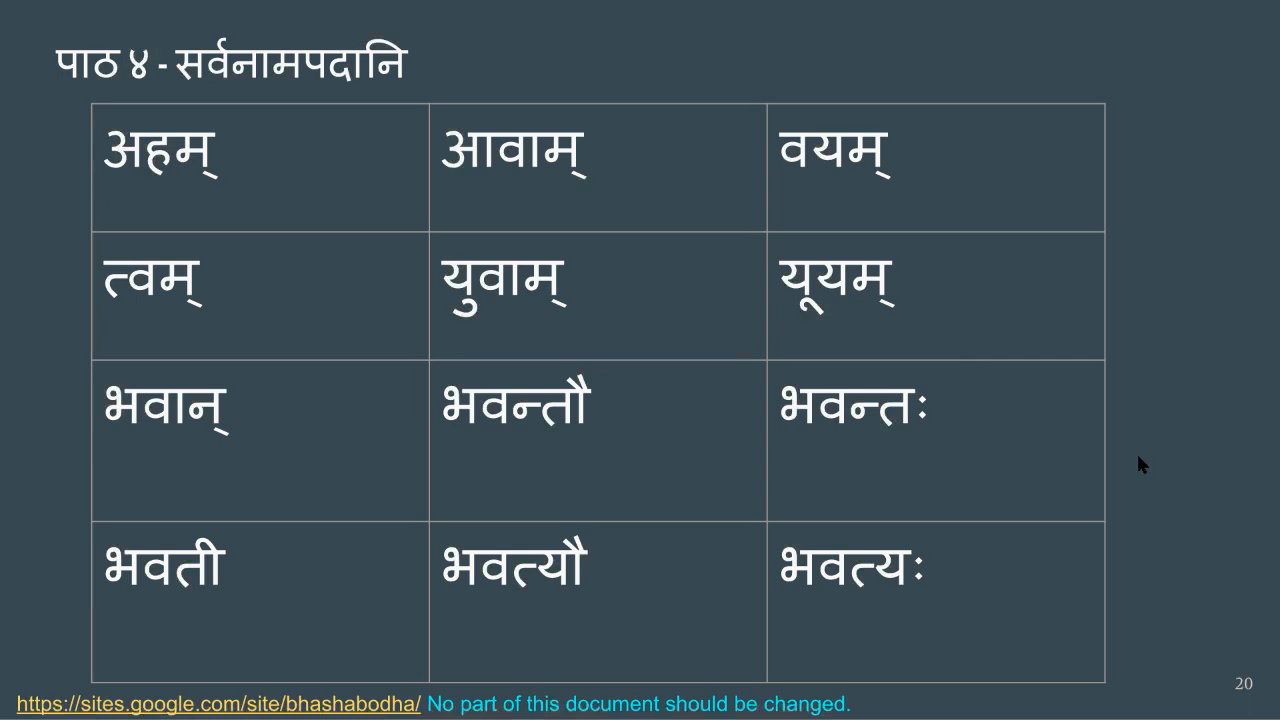 पाठ ४ - सर्वनामपदानि
अहम् आवाम् वयम्
त्वम् युवाम् यूयम्
भवान् भवन्तौ भवन्तः
भवती भवत्यौ भवत्यः
20
https://sites.google.com/site/bhashabodha/ No part of this document should be changed.